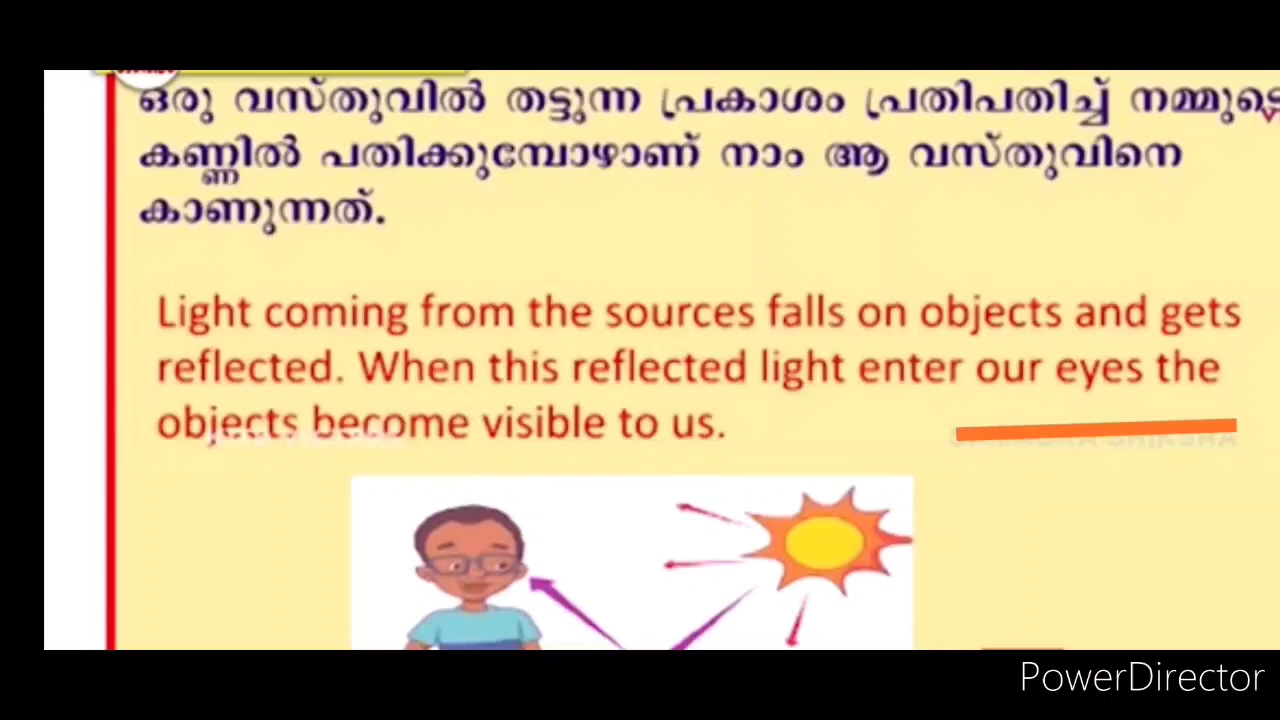 ഒരു വസ്തുവിൽ തട്ടുന്ന പ്രകാശം പ്രതിപതിച്ച് നമ്മുടെ
കണ്ണിൽ പതിക്കുമ്പോഴാണ് നാം ആ വസ്തുവിനെ
കാണുന്നത്.
Light coming from the sources falls on objects and gets
reflected. When this reflected light enter our eyes the
objects become visible to us.
PowerDirector